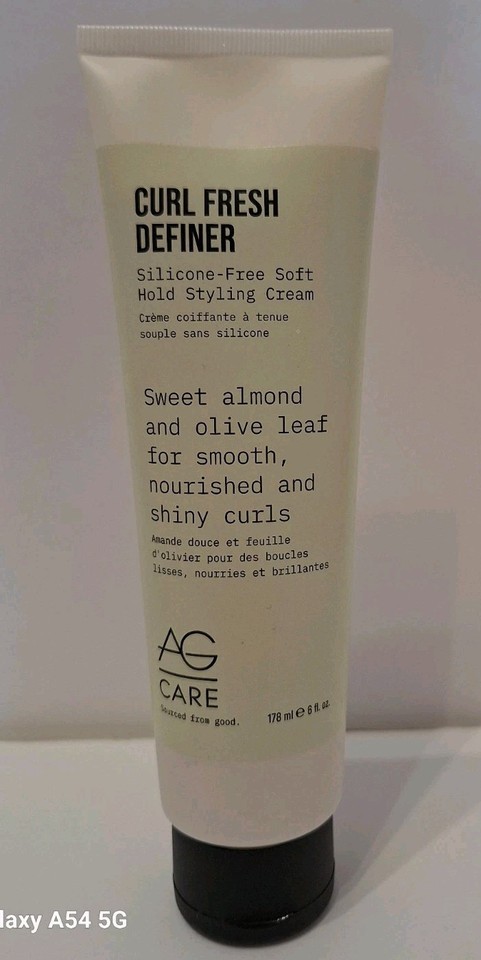 CURL FRESH
DEFINER
Silicone-Free Soft
Hold Styling Cream
Crème coiffante à tenue
souple sans silicone
Sweet almond
and olive leaf
for smooth,
nourished and
shiny curls
Amande douce et feuille
d'olivier pour des boucles
lisses, nourries et brillantes
AG
CARE
Sourced from good.
178 ml ℮ 6 fl. oz.
laxy A54 5G